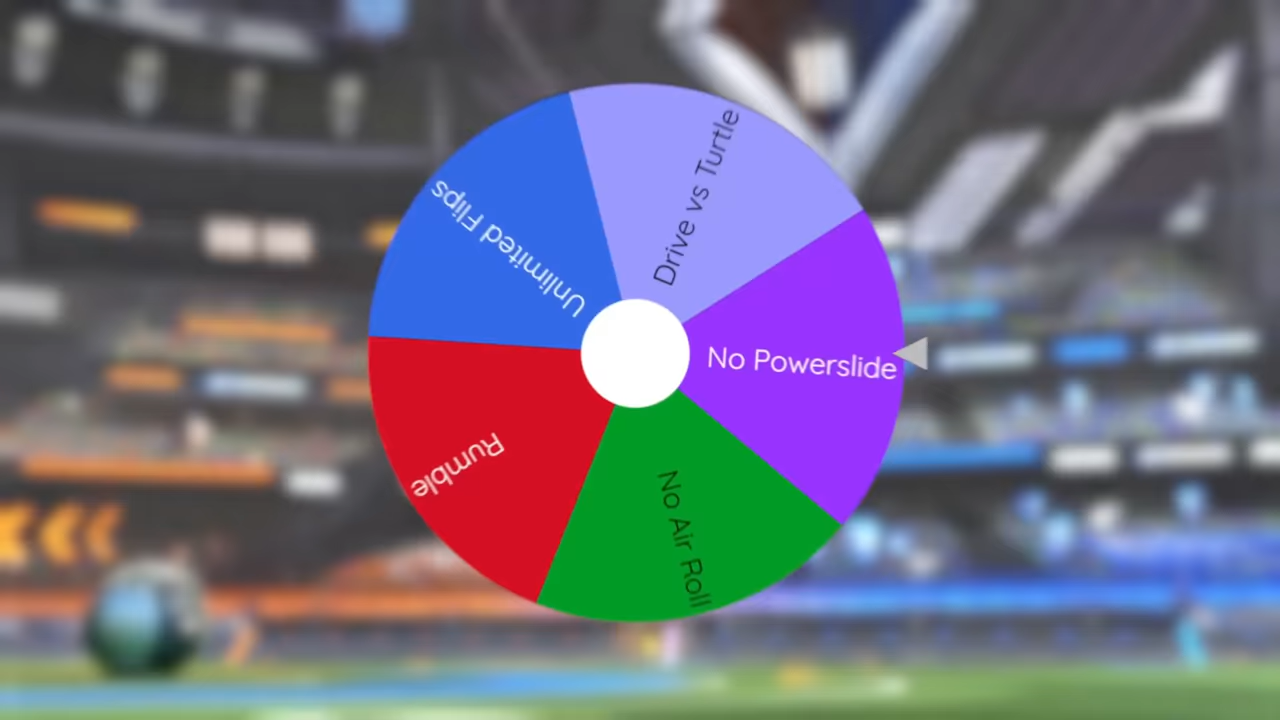 Drive vs Turtle
Unlimited Flips
No Powerslide
Rumble
No Air Roll